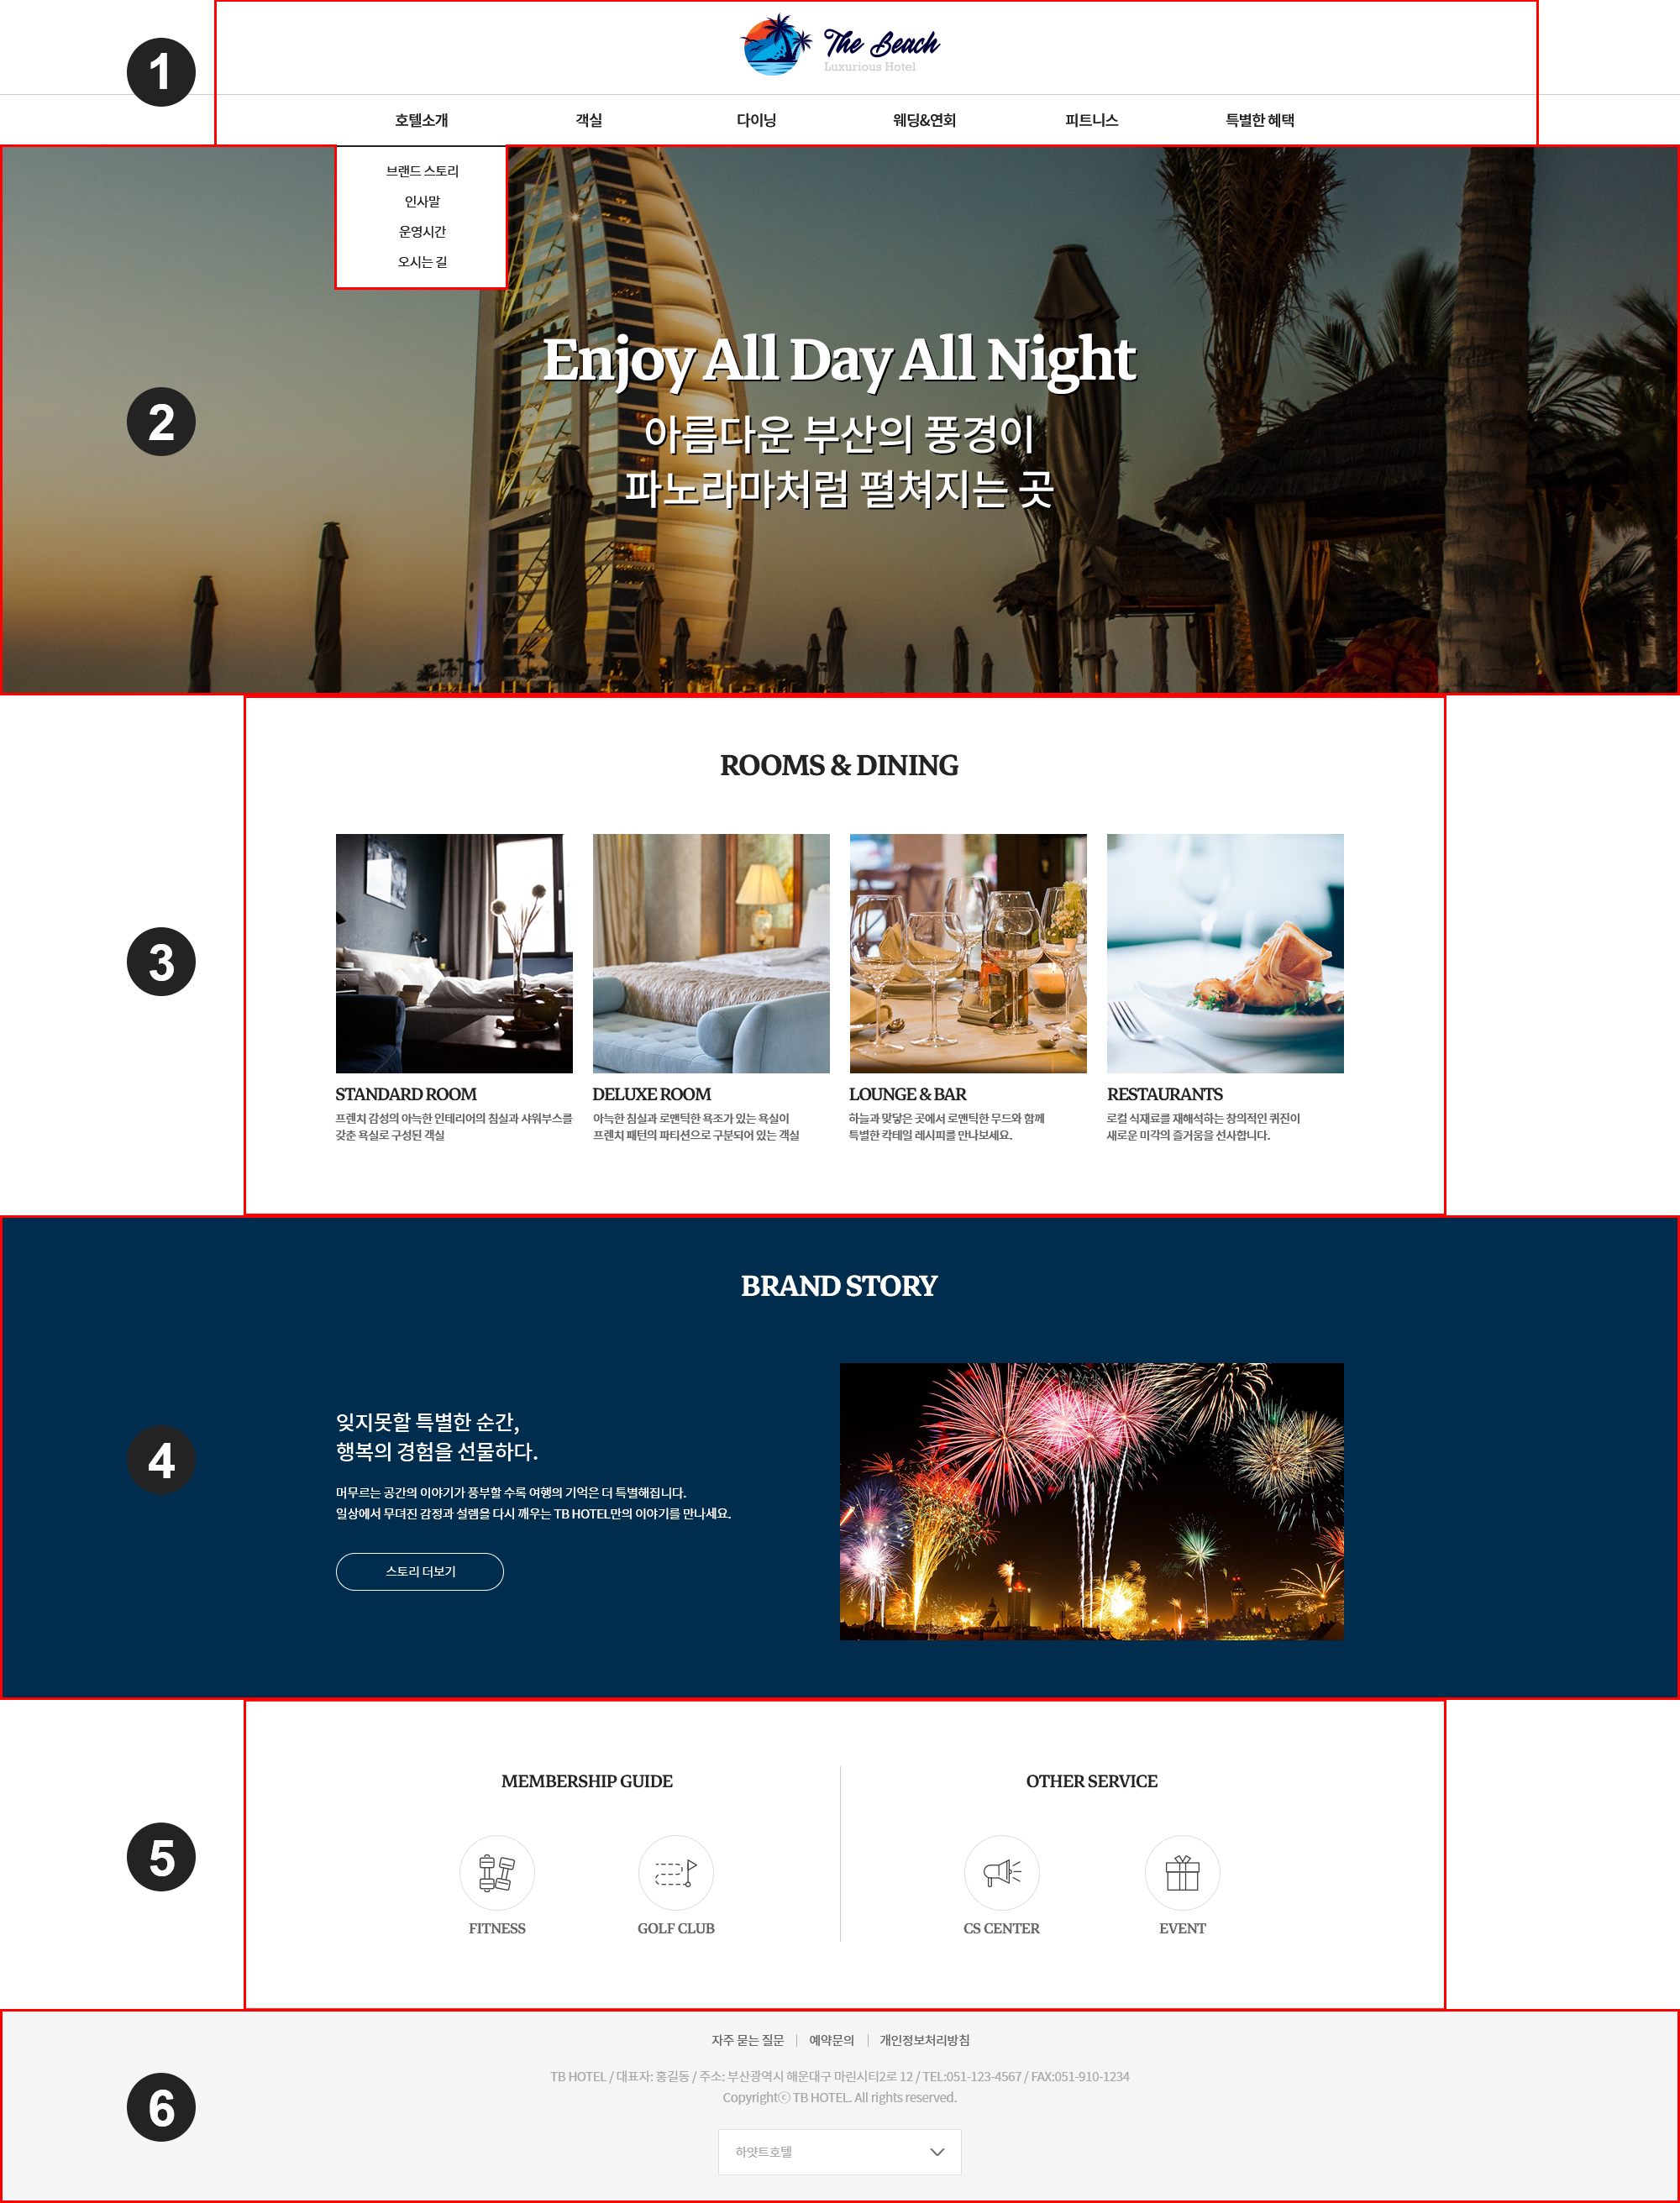 1
The Beach
Luxurious Hotel
호텔소개 객실 다이닝 웨딩&연회 피트니스 특별한 혜택
브랜드 스토리
인사말
운영시간
오시는 길
2
Enjoy All Day All Night
아름다운 부산의 풍경이
파노라마처럼 펼쳐지는 곳
3
ROOMS & DINING
STANDARD ROOM
프렌치 감성의 아늑한 인테리어의 침실과 샤워부스를
갖춘 욕실로 구성된 객실
DELUXE ROOM
아늑한 침실과 로맨틱한 욕조가 있는 욕실이
프렌치 패턴의 파티션으로 구분되어 있는 객실
LOUNGE & BAR
하늘과 맞닿은 곳에서 로맨틱한 무드와 함께
특별한 칵테일 레시피를 만나보세요.
RESTAURANTS
로컬 식재료를 재해석하는 창의적인 퀴진이
새로운 미각의 즐거움을 선사합니다.
4
BRAND STORY
잊지못할 특별한 순간,
행복의 경험을 선물하다.
머무르는 공간의 이야기가 풍부할 수록 여행의 기억은 더 특별해집니다.
일상에서 무뎌진 감정과 설렘을 다시 깨우는 TB HOTEL만의 이야기를 만나세요.
스토리 더보기
5
MEMBERSHIP GUIDE
FITNESS GOLF CLUB
OTHER SERVICE
CS CENTER EVENT
6
자주 묻는 질문 | 예약문의 | 개인정보처리방침
TB HOTEL / 대표자: 홍길동 / 주소: 부산광역시 해운대구 마린시티2로 12 / TEL:051-123-4567 / FAX:051-910-1234
Copyrightⓒ TB HOTEL. All rights reserved.
하얏트호텔